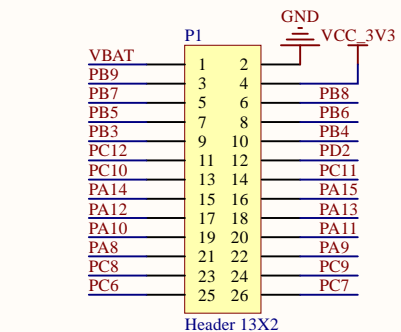 GND
P1 VCC_3V3
VBAT 1 2
PB9 3 4
PB7 5 6 PB8
PB5 7 8 PB6
PB3 9 10 PB4
PC12 11 12 PD2
PC10 13 14 PC11
PA14 15 16 PA15
PA12 17 18 PA13
PA10 19 20 PA11
PA8 21 22 PA9
PC8 23 24 PC9
PC6 25 26 PC7
Header 13X2